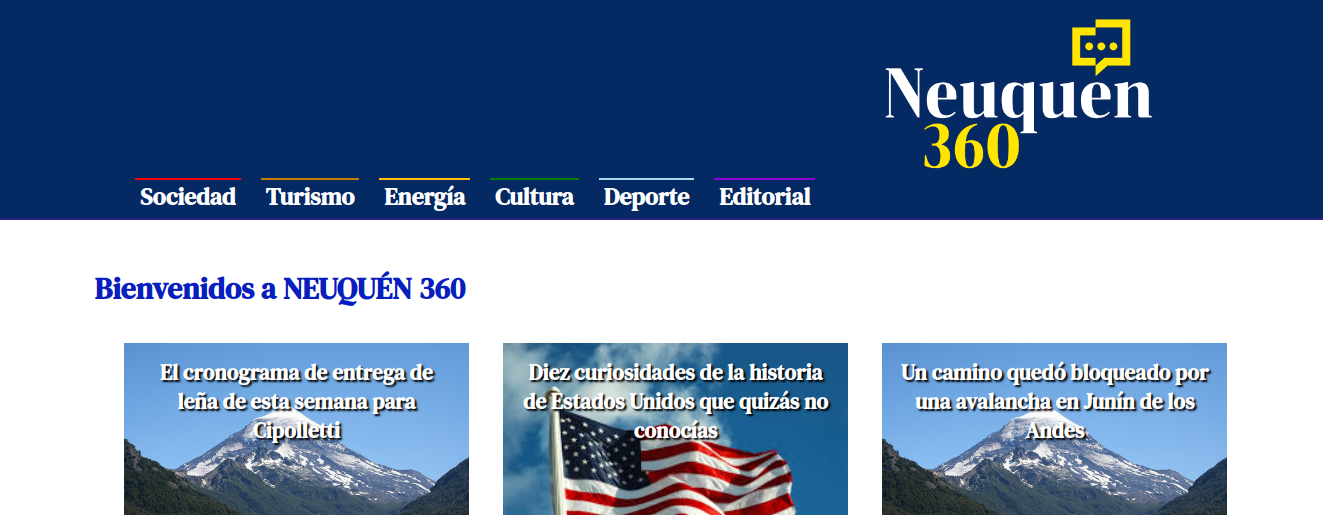 Neuquén
360
Sociedad Turismo Energía Cultura Deporte Editorial
Bienvenidos a NEUQUÉN 360
El cronograma de entrega de
leña de esta semana para
Cipolletti
Diez curiosidades de la historia
de Estados Unidos que quizás no
conocías
Un camino quedó bloqueado por
una avalancha en Junín de los
Andes